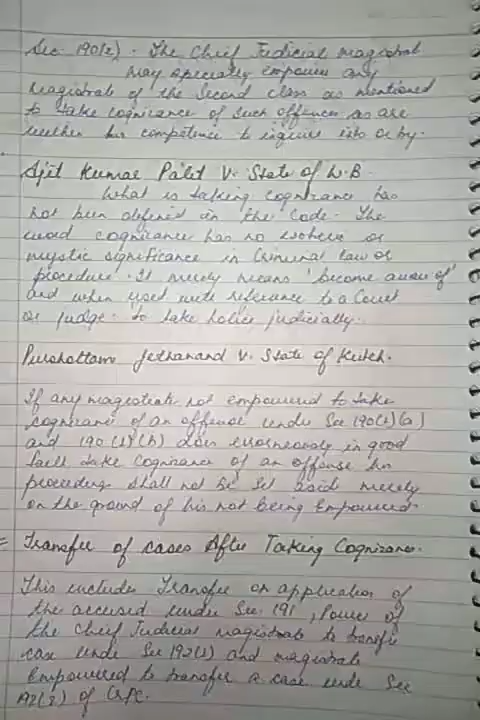 Sec. 190(2). The Chief Judicial magistrat
may specially empower any
magistrate of the second class as mentioned
to take cognizance of such offences as are
within his competence to inquire into or try.
Ajit Kumar Palit V. State of W.B.
What is taking cognizance has
not been defined in the Code. The
word cognizance has no esoteric or
mystic significance in Criminal law or
procedure. It merely means 'become aware of'
and when used with reference to a Court
or judge. to take notice judicially.
Purshottam Jethanand V. State of Kutch.
If any magistrate not empowered to take
cognizance of an offense under Sec 190(1)(a)
and 190(1)(b) does erroneously in good
faith take Cognizance of an offense his
proceedings shall not be set aside merely
on the ground of his not being Empowered.
= Transfer of cases After Taking Cognizance.
This includes Transfer on application of
the accused under Sec. 191, Power of
the Chief Judicial magistrate to transfer
case under Sec 192(1) and magistrate
Empowered to transfer a case under Sec
192(2) of CrPC.